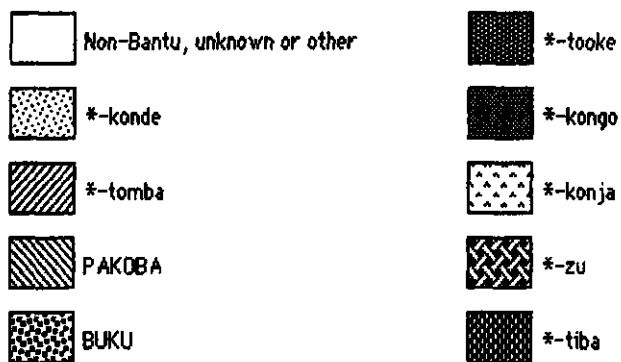 Non-Bantu, unknown or other
*-konde
*-tomba
PAKOBA
BUKU
*-tooke
*-kongo
*-konja
*-zu
*-tiba